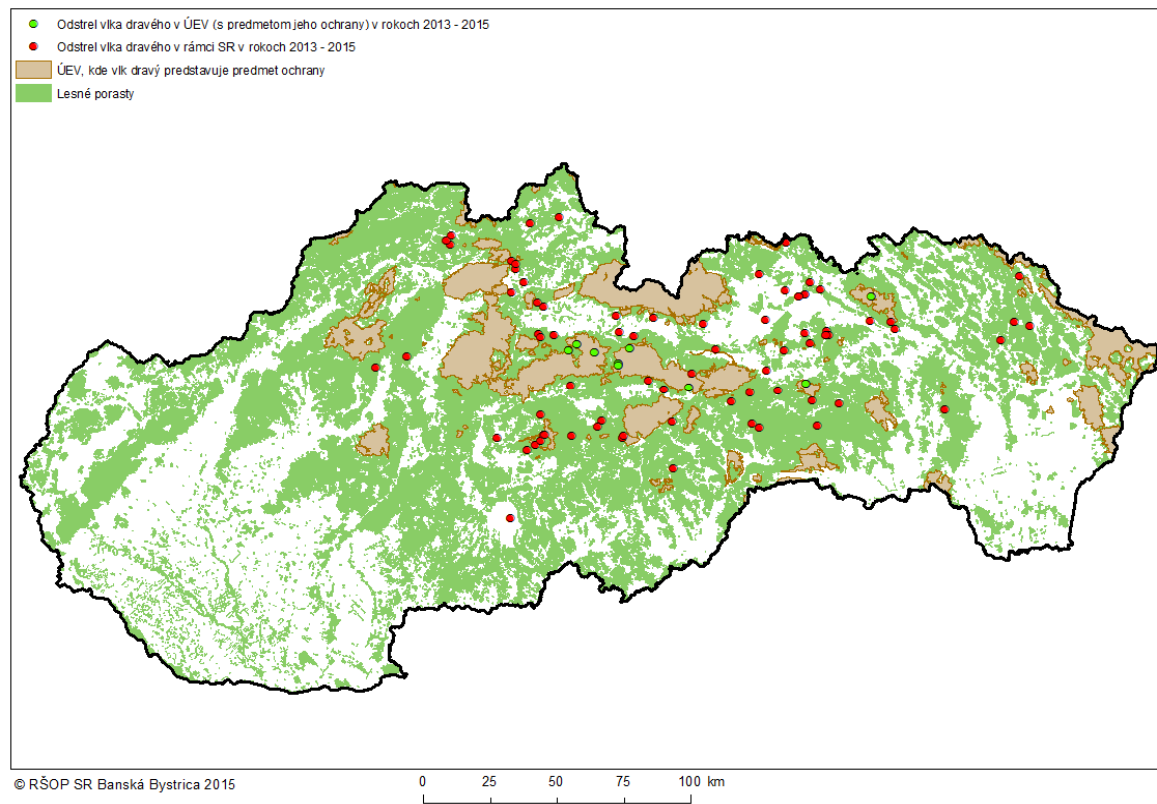 Odstrel vlka dravého v ÚEV (s predmetom jeho ochrany) v rokoch 2013 - 2015
Odstrel vlka dravého v rámci SR v rokoch 2013 - 2015
ÚEV, kde vlk dravý predstavuje predmet ochrany
Lesné porasty
© RŠOP SR Banská Bystrica 2015
0 25 50 75 100 km